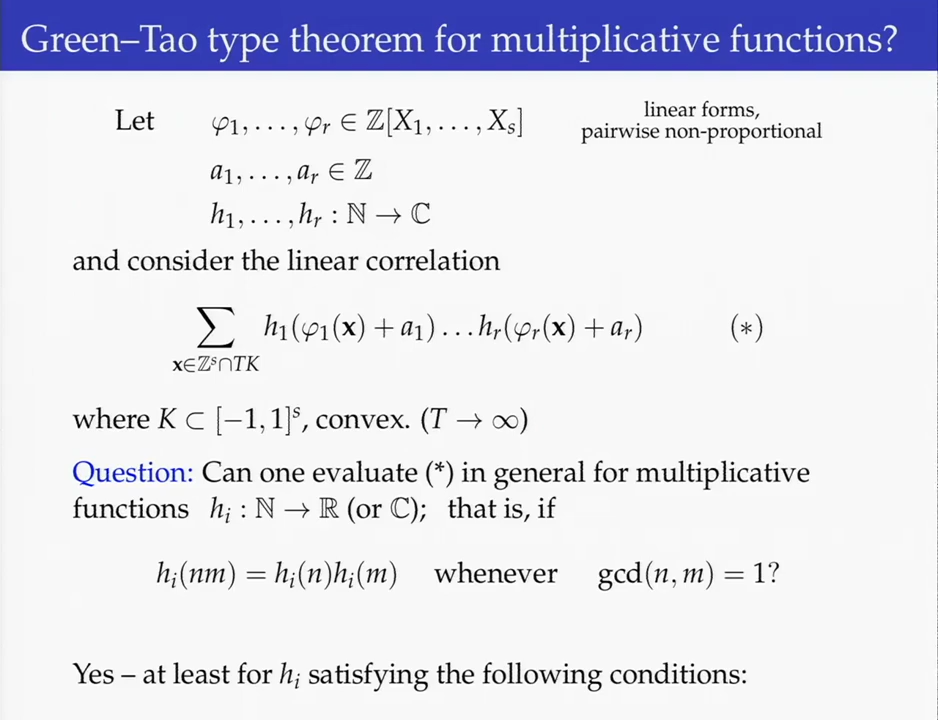 Green–Tao type theorem for multiplicative functions?
Let φ₁, . . . , φᵣ ∈ ℤ[X₁, . . . , Xₛ] linear forms, pairwise non-proportional
a₁, . . . , aᵣ ∈ ℤ
h₁, . . . , hᵣ : ℕ → ℂ
and consider the linear correlation
∑_{x∈ℤˢ∩TK} h₁(φ₁(x) + a₁) . . . hᵣ(φᵣ(x) + aᵣ) (∗)
where K ⊂ [−1, 1]ˢ, convex. (T → ∞)
Question: Can one evaluate (*) in general for multiplicative
functions hᵢ : ℕ → ℝ (or ℂ); that is, if
hᵢ(nm) = hᵢ(n)hᵢ(m) whenever gcd(n, m) = 1?
Yes – at least for hᵢ satisfying the following conditions: